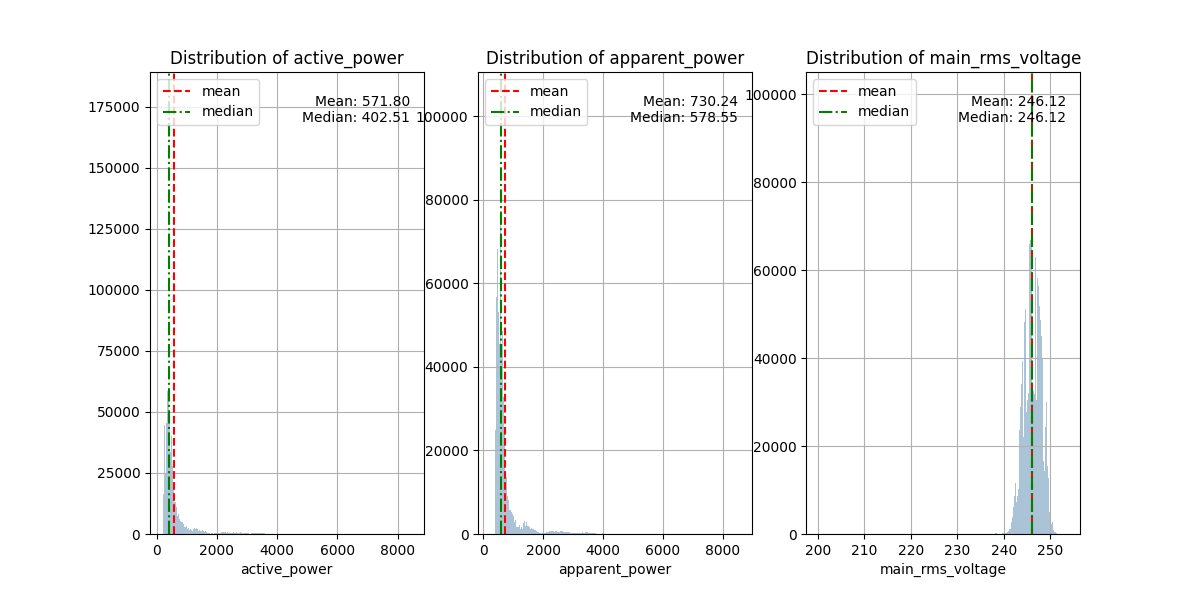 Distribution of active_power
mean
median
Mean: 571.80
Median: 402.51
175000
150000
125000
100000
75000
50000
25000
0
0 2000 4000 6000 8000
active_power
Distribution of apparent_power
mean
median
Mean: 730.24
Median: 578.55
100000
80000
60000
40000
20000
0
0 2000 4000 6000 8000
apparent_power
Distribution of main_rms_voltage
mean
median
Mean: 246.12
Median: 246.12
100000
80000
60000
40000
20000
0
200 210 220 230 240 250
main_rms_voltage